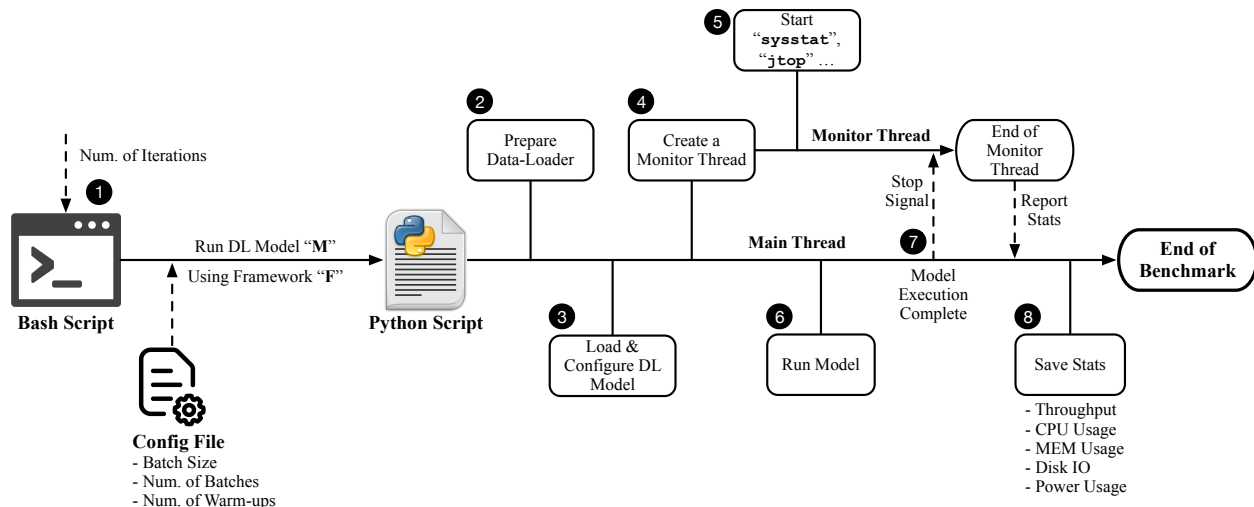 5
Start
“sysstat”,
“jtop” ...
2
Prepare
Data-Loader
4
Create a
Monitor Thread
Monitor Thread
End of
Monitor
Thread
Num. of Iterations
1
>_
Bash Script
Run DL Model “M”
Using Framework “F”
Python Script
Stop
Signal
Report
Stats
Main Thread
7
Model
Execution
Complete
End of
Benchmark
3
Load &
Configure DL
Model
6
Run Model
8
Save Stats
- Throughput
- CPU Usage
- MEM Usage
- Disk IO
- Power Usage
Config File
- Batch Size
- Num. of Batches
- Num. of Warm-ups